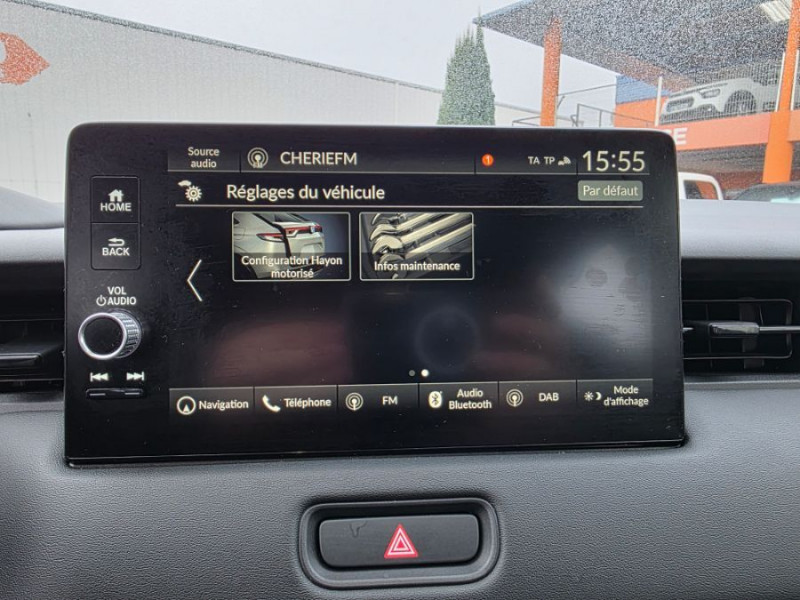 Source
audio
CHERIEFM
1
TA TP
15:55
HOME
Réglages du véhicule
Par défaut
BACK
Configuration Hayon
motorisé
Infos maintenance
VOL
AUDIO
Navigation
Téléphone
FM
Audio
Bluetooth
DAB
Mode
d'affichage